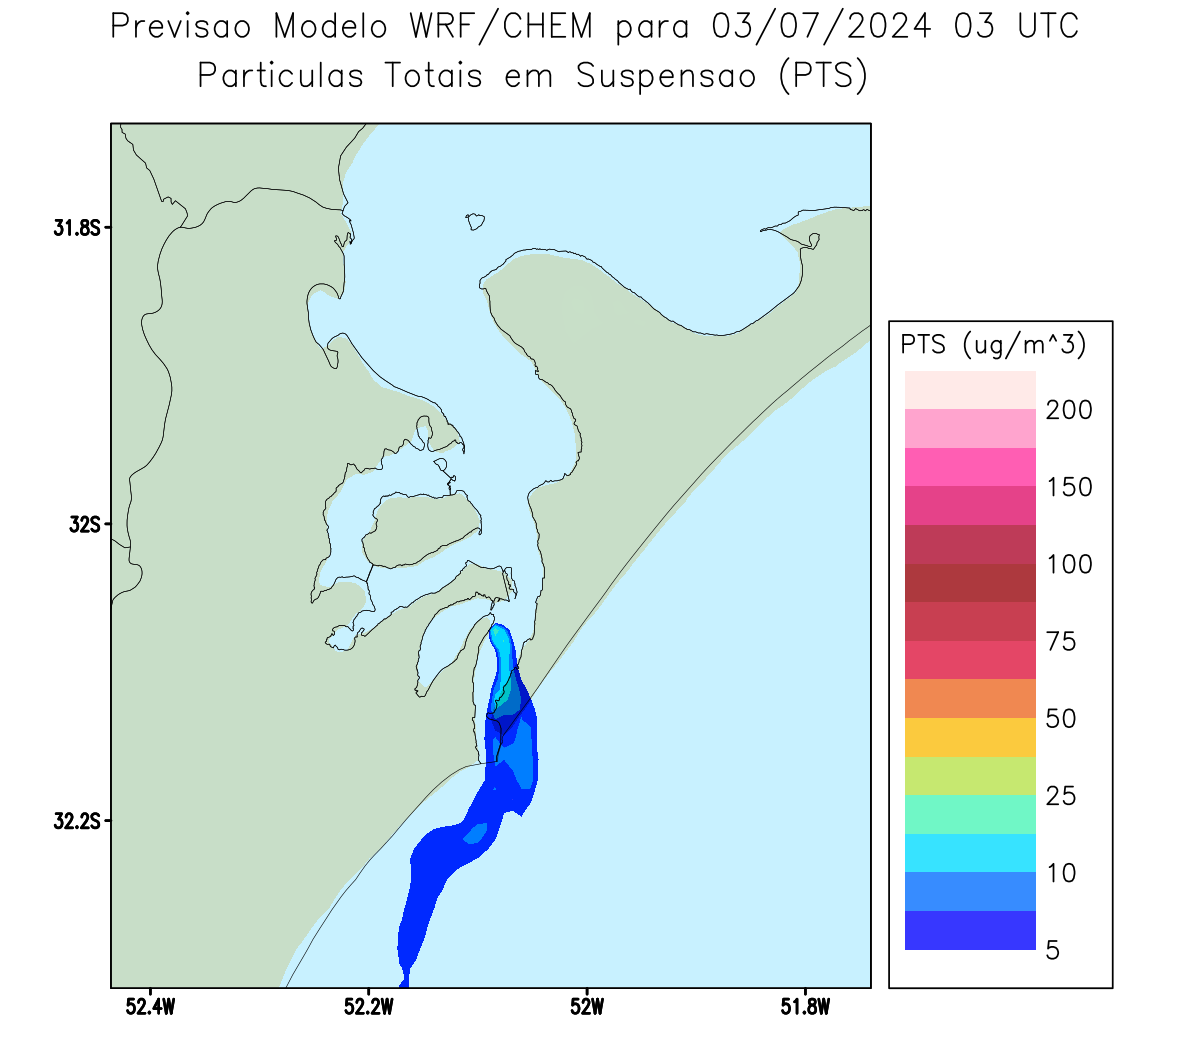 Previsao Modelo WRF/CHEM para 03/07/2024 03 UTC
Particulas Totais em Suspensao (PTS)
31.8S
32S
32.2S
52.4W
52.2W
52W
51.8W
PTS (ug/m^3)
200
150
100
75
50
25
10
5